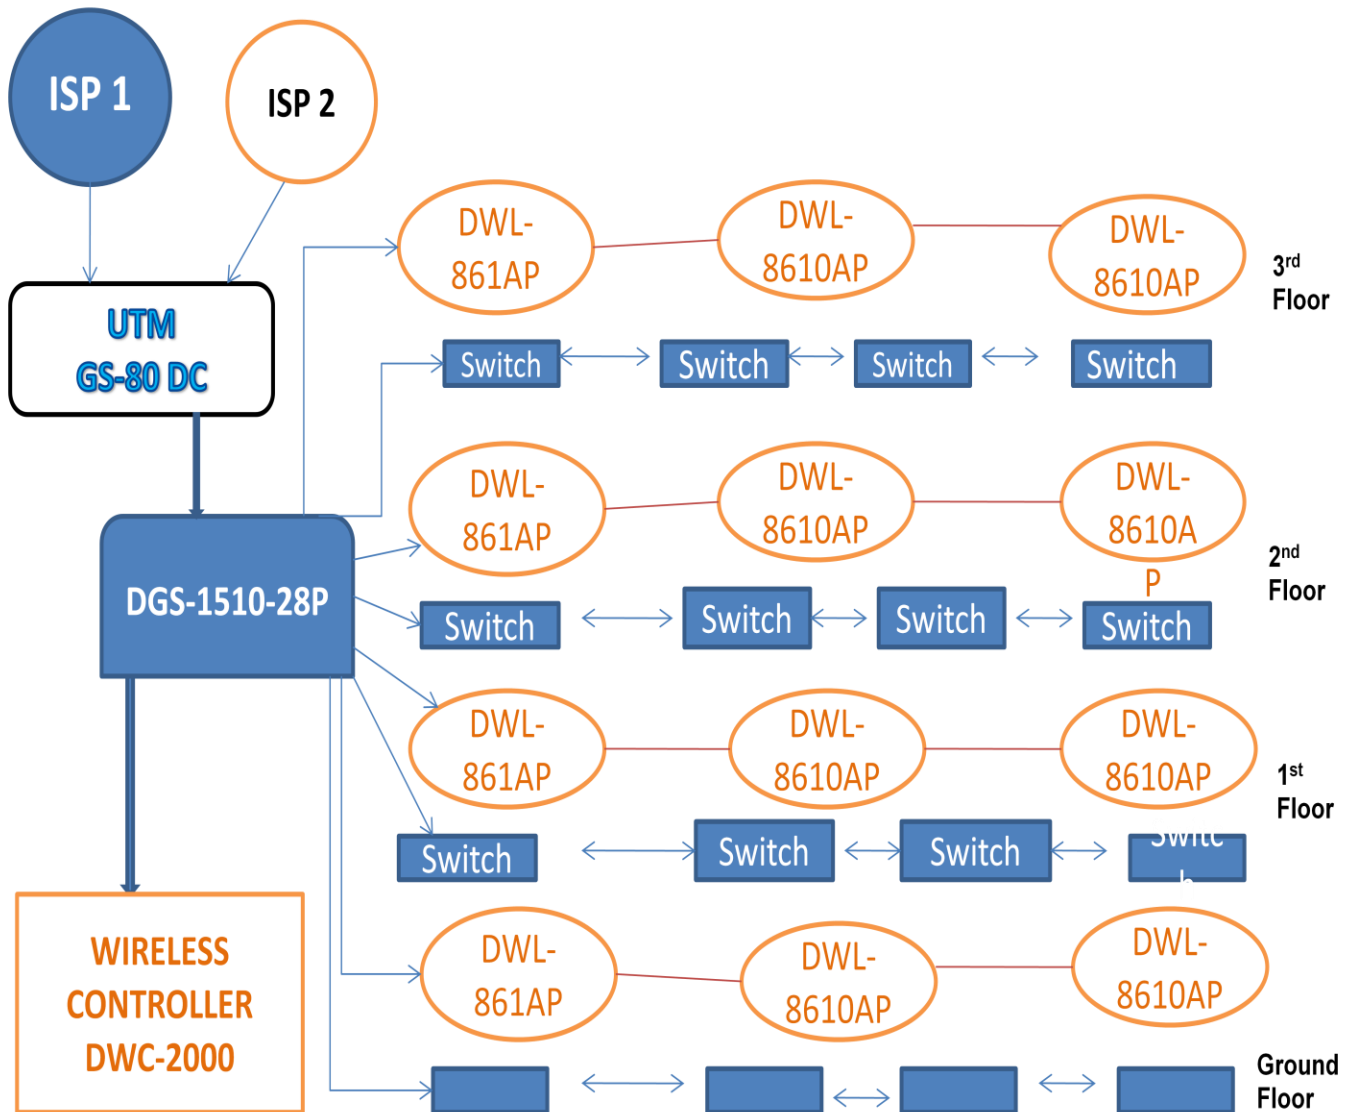 ISP 1
ISP 2
DWL-
861AP
DWL-
8610AP
DWL-
8610AP
3rd
Floor
UTM
GS-80 DC
Switch
Switch
Switch
Switch
DWL-
861AP
DWL-
8610AP
DWL-
8610A
P
2nd
Floor
DGS-1510-28P
Switch
Switch
Switch
Switch
DWL-
861AP
DWL-
8610AP
DWL-
8610AP
1st
Floor
Switch
Switch
Switch
Switc
h
WIRELESS
CONTROLLER
DWC-2000
DWL-
861AP
DWL-
8610AP
DWL-
8610AP
Ground
Floor